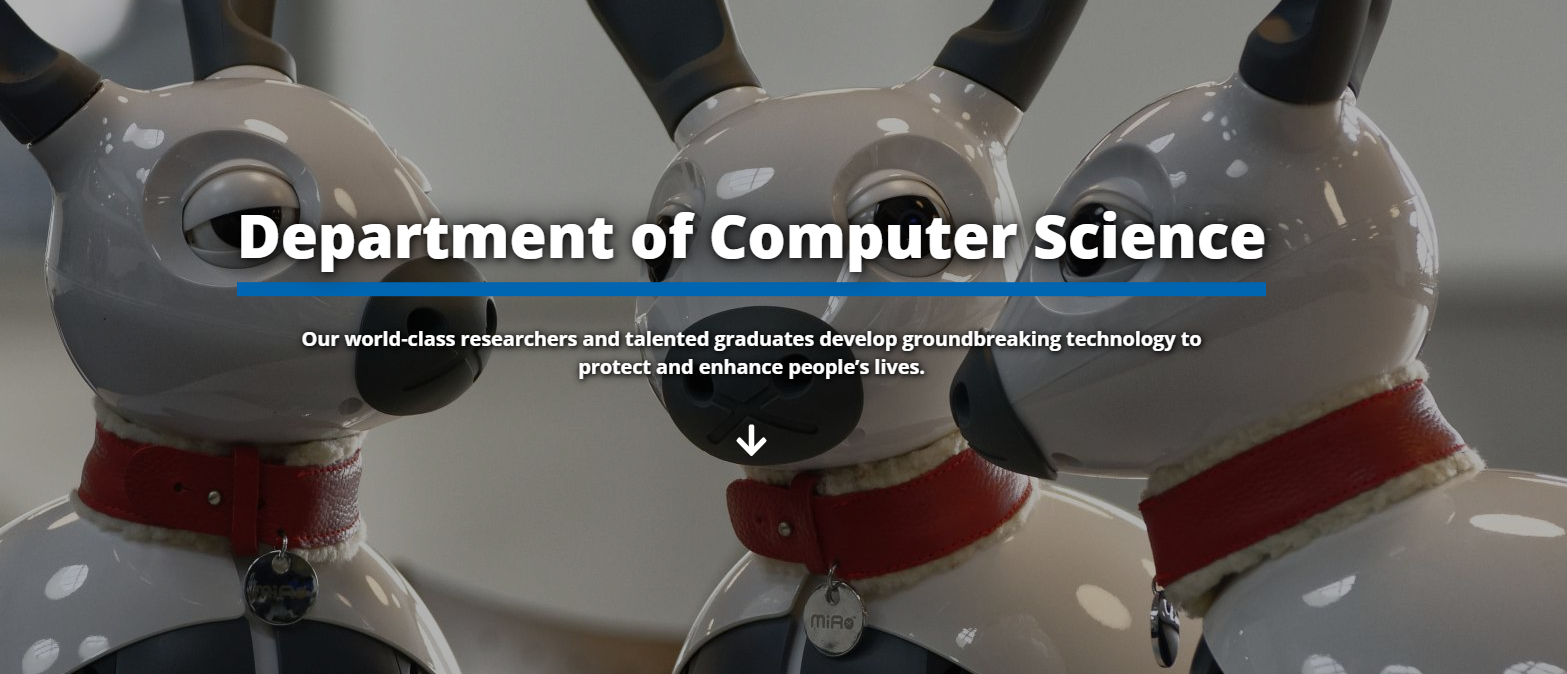 Department of Computer Science
Our world-class researchers and talented graduates develop groundbreaking technology to
protect and enhance people’s lives.
MiRo
MiRo